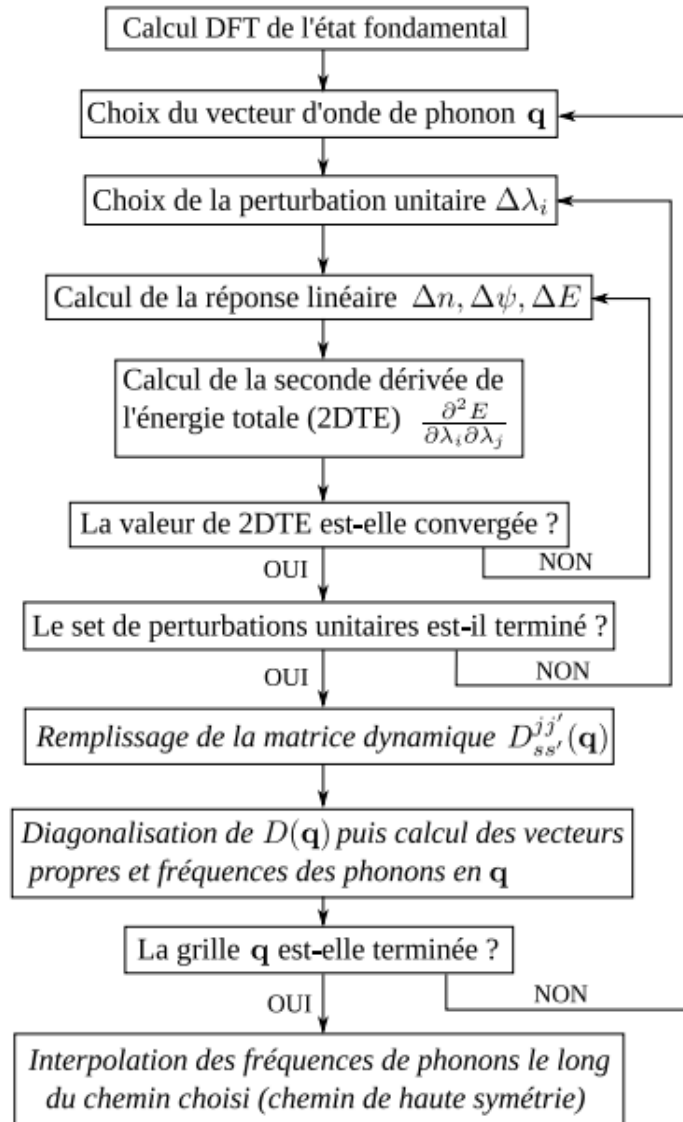 Calcul DFT de l'état fondamental
Choix du vecteur d'onde de phonon q
Choix de la perturbation unitaire Δλ_i
Calcul de la réponse linéaire Δn, Δψ, ΔE
Calcul de la seconde dérivée de
l'énergie totale (2DTE) ∂²E/∂λ_i∂λ_j
La valeur de 2DTE est-elle convergée ?
OUI
NON
Le set de perturbations unitaires est-il terminé ?
OUI
NON
Remplissage de la matrice dynamique D_{ss'}^{jj'}(q)
Diagonalisation de D(q) puis calcul des vecteurs
propres et fréquences des phonons en q
La grille q est-elle terminée ?
OUI
NON
Interpolation des fréquences de phonons le long
du chemin choisi (chemin de haute symétrie)